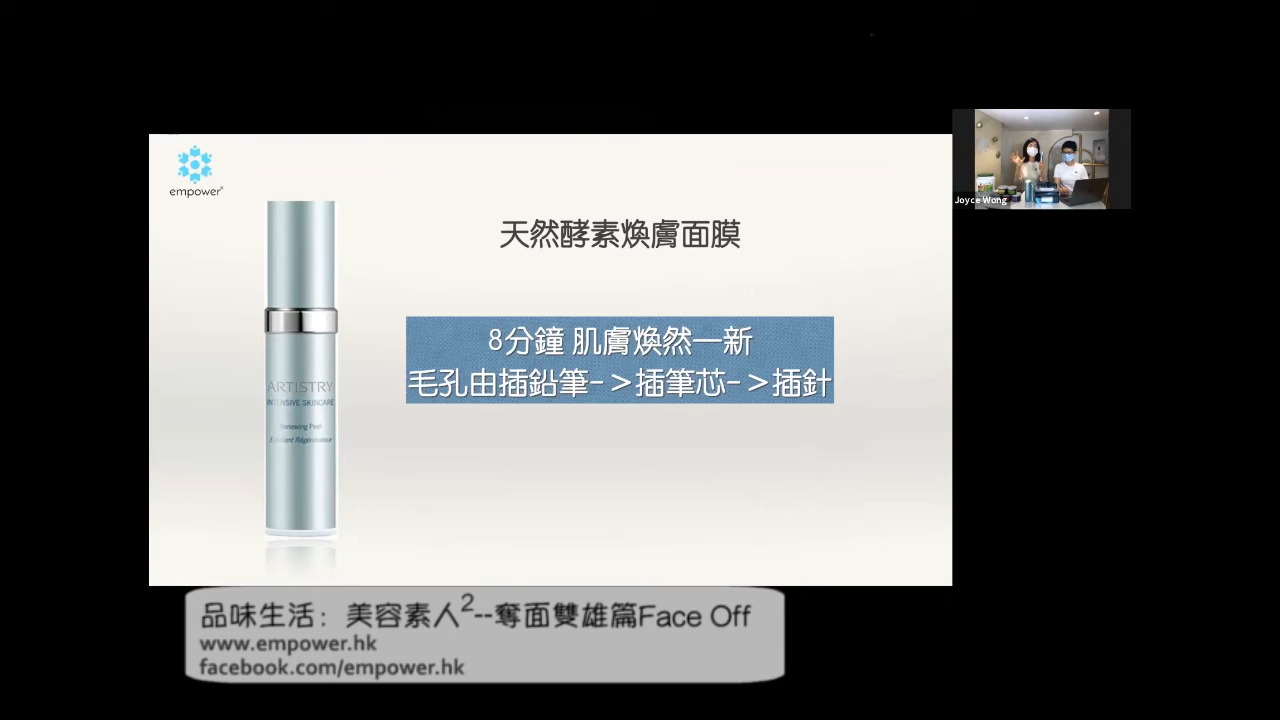 empower®
天然酵素煥膚面膜
8分鐘 肌膚煥然一新
毛孔由插鉛筆->插筆芯->插針
ARTISTRY
INTENSIVE SKINCARE
Renewing Peel
Exfoliant Régénérateur
Joyce Wong
品味生活：美容素人2--奪面雙雄篇Face Off
www.empower.hk
facebook.com/empower.hk